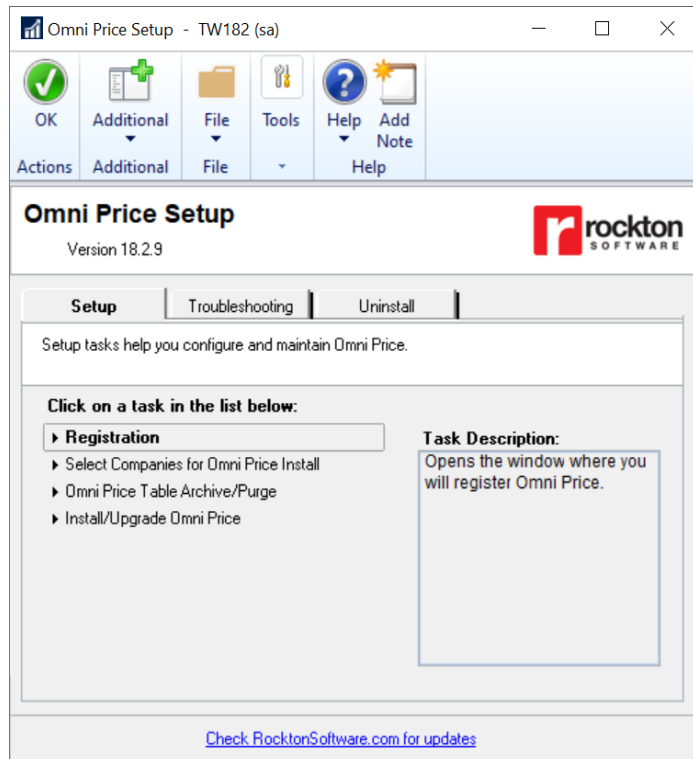 Omni Price Setup - TW182 (sa)
OK
Additional
File
Tools
Help
Add
Note
Actions
Additional
File
Help
Omni Price Setup
Version 18.2.9
rockton
SOFTWARE
Setup
Troubleshooting
Uninstall
Setup tasks help you configure and maintain Omni Price.
Click on a task in the list below:
Registration
Select Companies for Omni Price Install
Omni Price Table Archive/Purge
Install/Upgrade Omni Price
Task Description:
Opens the window where you
will register Omni Price.
Check RocktonSoftware.com for updates